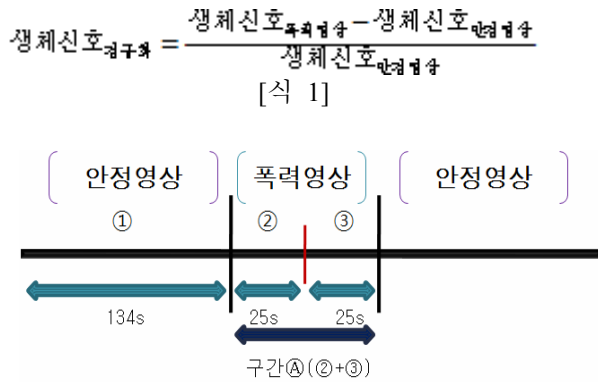 생체신호정규화 = 생체신호폭력영상 − 생체신호안정영상
생체신호안정영상
[식 1]
안정영상 폭력영상 안정영상
① ② ③
134s 25s 25s
구간Ⓐ(②+③)